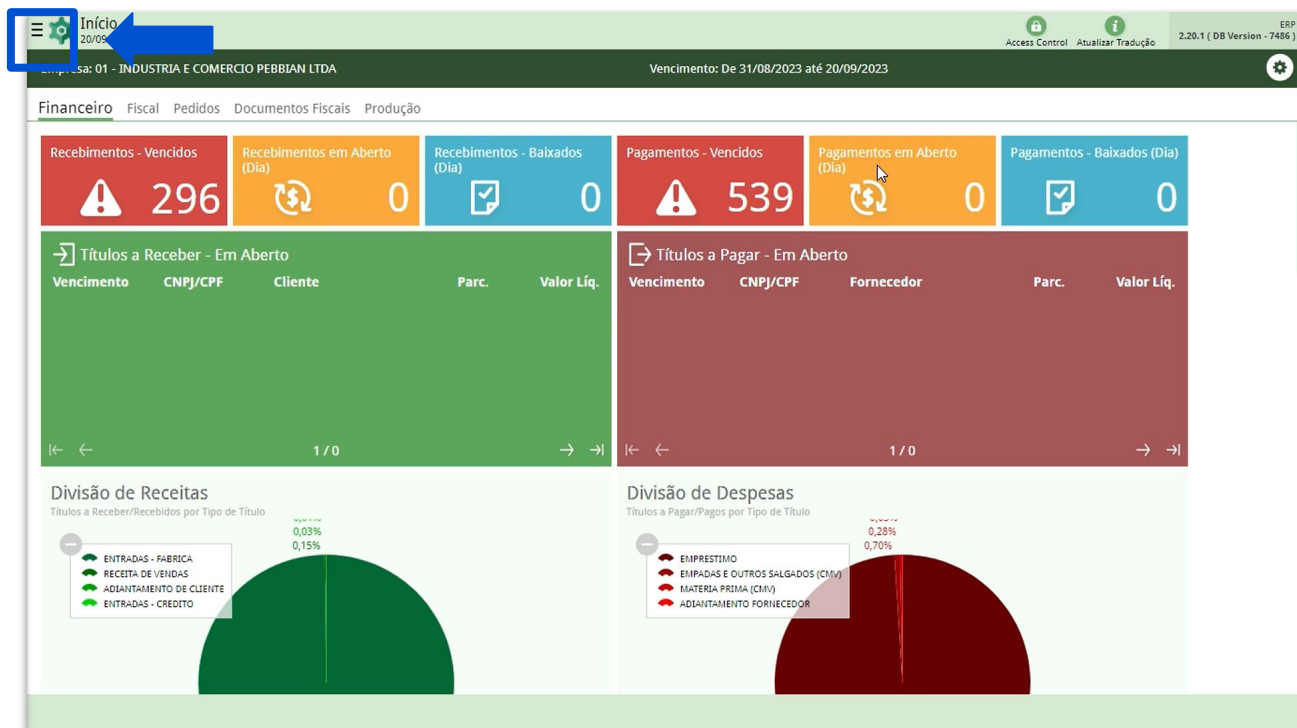 Início
20/09
Access Control
Atualizar Tradução
ERP
2.20.1 ( DB Version - 7486 )
Empresa: 01 - INDUSTRIA E COMERCIO PEBBIAN LTDA
Vencimento: De 31/08/2023 até 20/09/2023
Financeiro Fiscal Pedidos Documentos Fiscais Produção
Recebimentos - Vencidos
296
Recebimentos em Aberto
(Dia)
0
Recebimentos - Baixados
(Dia)
0
Pagamentos - Vencidos
539
Pagamentos em Aberto
(Dia)
0
Pagamentos - Baixados (Dia)
0
Títulos a Receber - Em Aberto
Vencimento CNPJ/CPF Cliente Parc. Valor Líq.
1 / 0
Títulos a Pagar - Em Aberto
Vencimento CNPJ/CPF Fornecedor Parc. Valor Líq.
1 / 0
Divisão de Receitas
Títulos a Receber/Recebidos por Tipo de Título
0,03%
0,15%
ENTRADAS - FABRICA
RECEITA DE VENDAS
ADIANTAMENTO DE CLIENTE
ENTRADAS - CREDITO
Divisão de Despesas
Títulos a Pagar/Pagos por Tipo de Título
0,28%
0,70%
EMPRESTIMO
EMPADAS E OUTROS SALGADOS (CMV)
MATERIA PRIMA (CMV)
ADIANTAMENTO FORNECEDOR